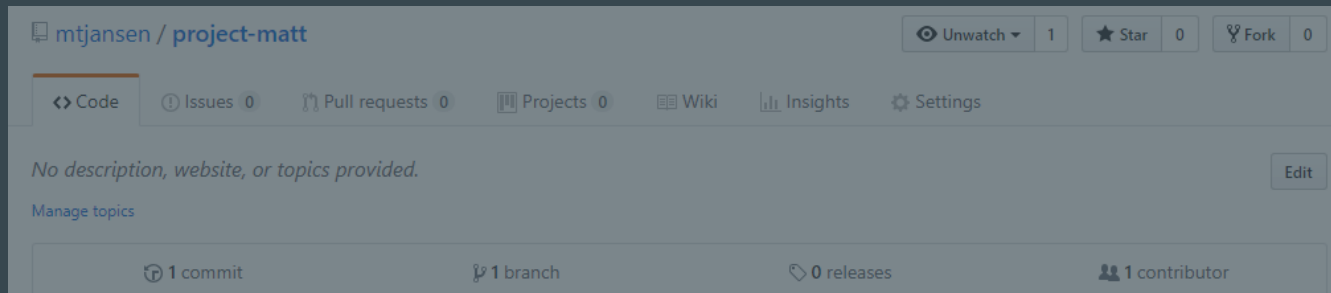 mtjansen / project-matt
Unwatch 1 Star 0 Fork 0
Code Issues 0 Pull requests 0 Projects 0 Wiki Insights Settings
No description, website, or topics provided.
Edit
Manage topics
1 commit 1 branch 0 releases 1 contributor